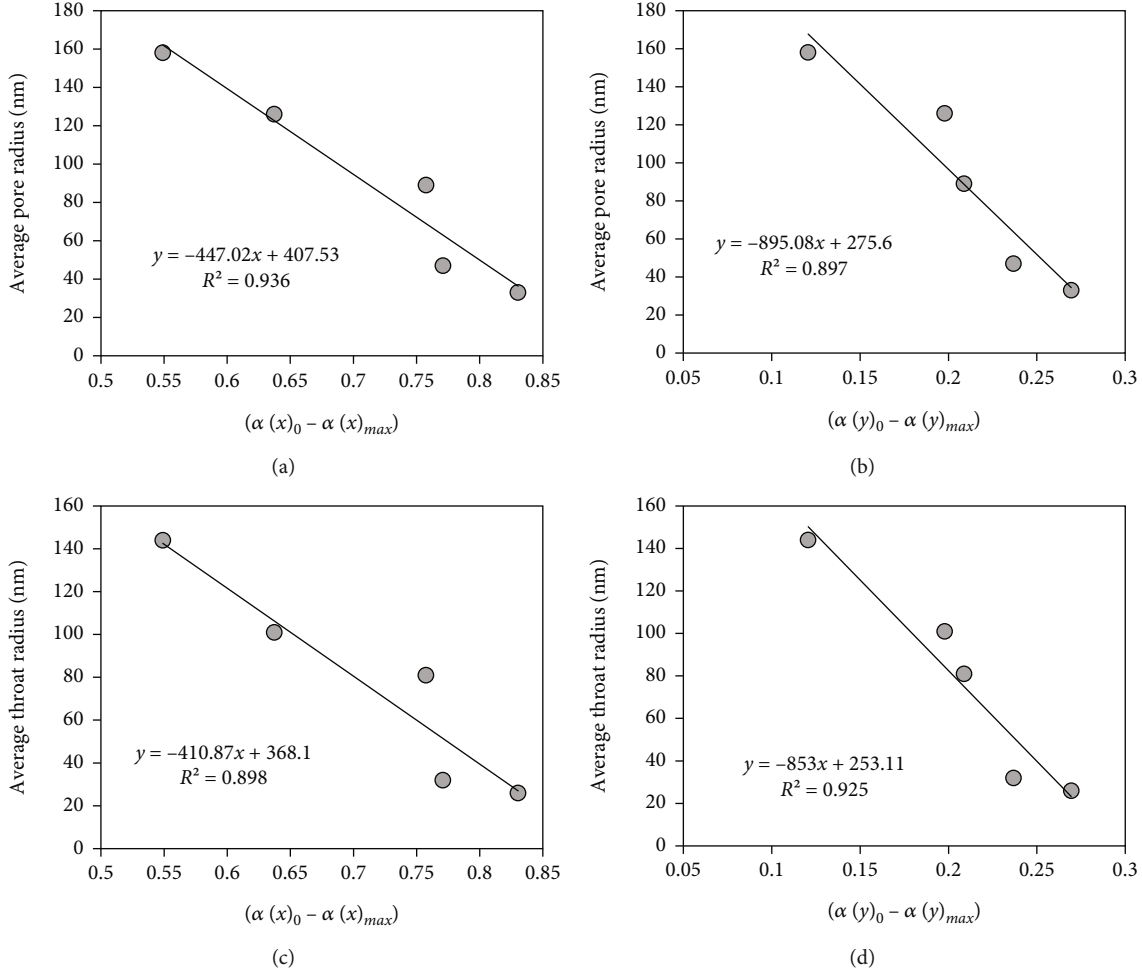 180
160
140
120
100
80
60
40
20
0
Average pore radius (nm)
y = –447.02x + 407.53
R² = 0.936
0.5 0.55 0.6 0.65 0.7 0.75 0.8 0.85
(α (x)₀ – α (x)max)
(a)
180
160
140
120
100
80
60
40
20
0
Average pore radius (nm)
y = –895.08x + 275.6
R² = 0.897
0.05 0.1 0.15 0.2 0.25 0.3
(α (y)₀ – α (y)max)
(b)
160
140
120
100
80
60
40
20
0
Average throat radius (nm)
y = –410.87x + 368.1
R² = 0.898
0.5 0.55 0.6 0.65 0.7 0.75 0.8 0.85
(α (x)₀ – α (x)max)
(c)
160
140
120
100
80
60
40
20
0
Average throat radius (nm)
y = –853x + 253.11
R² = 0.925
0.05 0.1 0.15 0.2 0.25 0.3
(α (y)₀ – α (y)max)
(d)